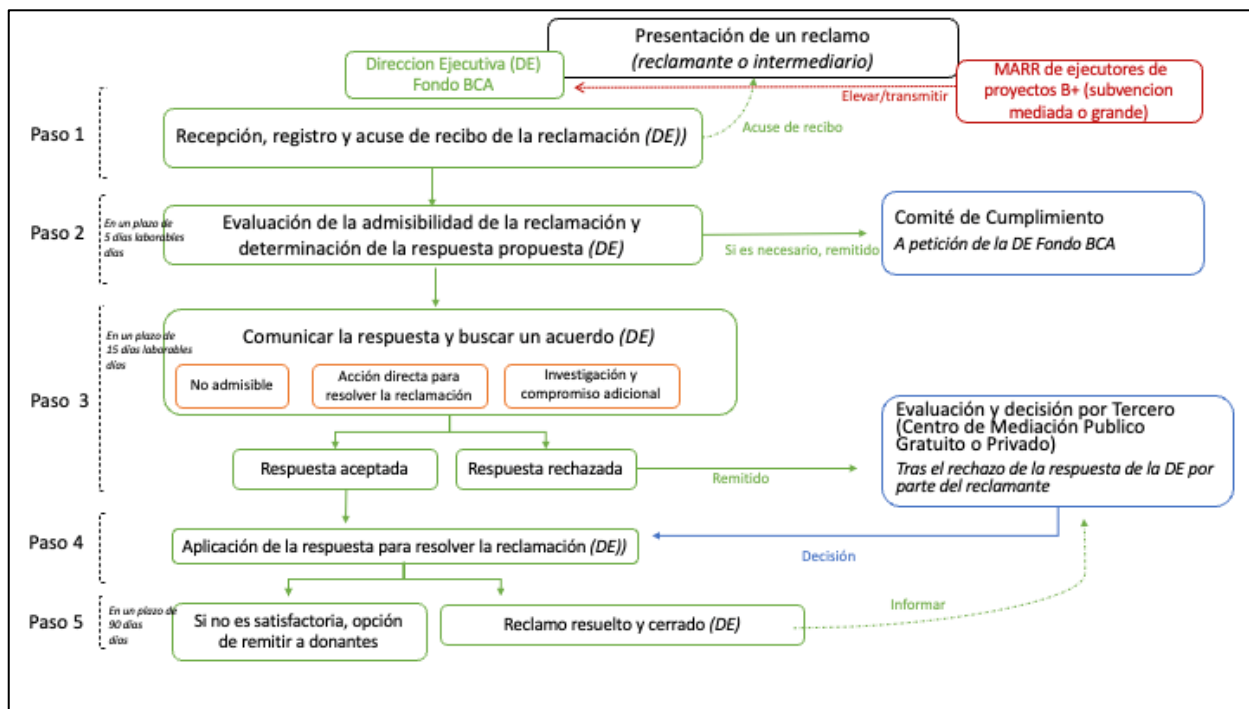 Presentación de un reclamo
(reclamante o intermediario)
Direccion Ejecutiva (DE)
Fondo BCA
MARR de ejecutores de
proyectos B+ (subvencion
mediada o grande)
Elevar/transmitir
Paso 1
Recepción, registro y acuse de recibo de la reclamación (DE))
Acuse de recibo
Paso 2
En un plazo de
5 días laborables
días
Evaluación de la admisibilidad de la reclamación y
determinación de la respuesta propuesta (DE)
Si es necesario, remitido
Comité de Cumplimiento
A petición de la DE Fondo BCA
Paso 3
En un plazo de
15 días laborables
días
Comunicar la respuesta y buscar un acuerdo (DE)
No admisible
Acción directa para
resolver la reclamación
Investigación y
compromiso adicional
Respuesta aceptada
Respuesta rechazada
Remitido
Evaluación y decisión por Tercero
(Centro de Mediación Publico
Gratuito o Privado)
Tras el rechazo de la respuesta de la DE por
parte del reclamante
Paso 4
Aplicación de la respuesta para resolver la reclamación (DE))
Decisión
Paso 5
En un plazo de
90 días
días
Si no es satisfactoria, opción
de remitir a donantes
Reclamo resuelto y cerrado (DE)
Informar